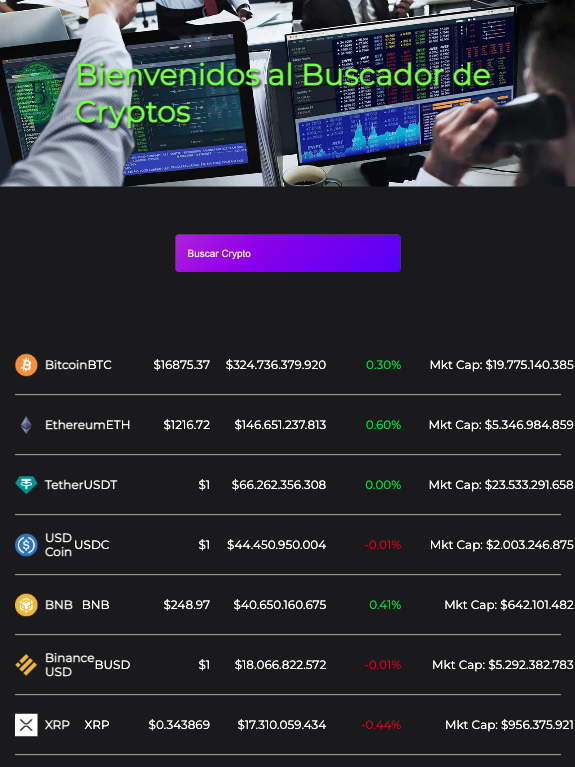 Bienvenidos al Buscador de
Cryptos
Buscar Crypto
BitcoinBTC $16875.37 $324.736.379.920 0.30% Mkt Cap: $19.775.140.385
EthereumETH $1216.72 $146.651.237.813 0.60% Mkt Cap: $5.346.984.859
TetherUSDT $1 $66.262.356.308 0.00% Mkt Cap: $23.533.291.658
USD
Coin USDC $1 $44.450.950.004 -0.01% Mkt Cap: $2.003.246.875
BNB BNB $248.97 $40.650.160.675 0.41% Mkt Cap: $642.101.482
Binance
USD BUSD $1 $18.066.822.572 -0.01% Mkt Cap: $5.292.382.783
XRP XRP $0.343869 $17.310.059.434 -0.44% Mkt Cap: $956.375.921